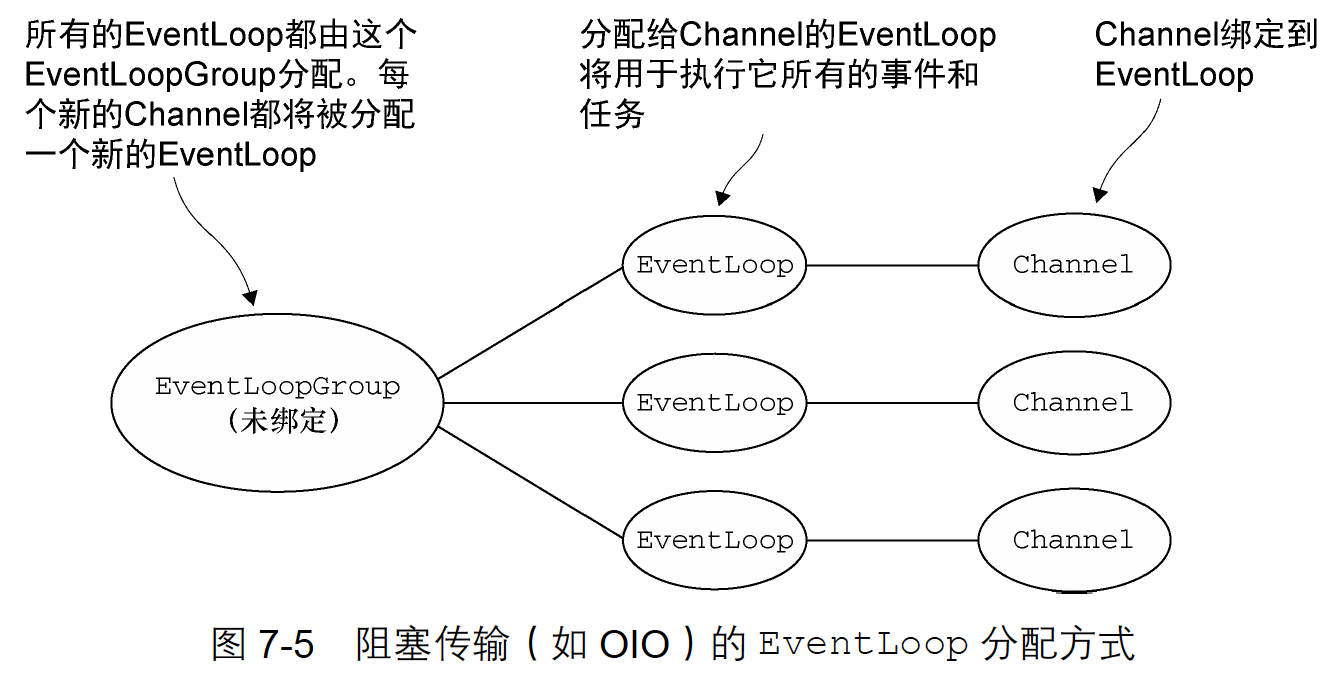 所有的EventLoop都由这个
EventLoopGroup分配。每
个新的Channel都将被分配
一个新的EventLoop
分配给Channel的EventLoop
将用于执行它所有的事件和
任务
Channel绑定到
EventLoop
EventLoop
Channel
EventLoopGroup
（未绑定）
EventLoop
Channel
EventLoop
Channel
图 7-5 阻塞传输（如 OIO）的 EventLoop 分配方式